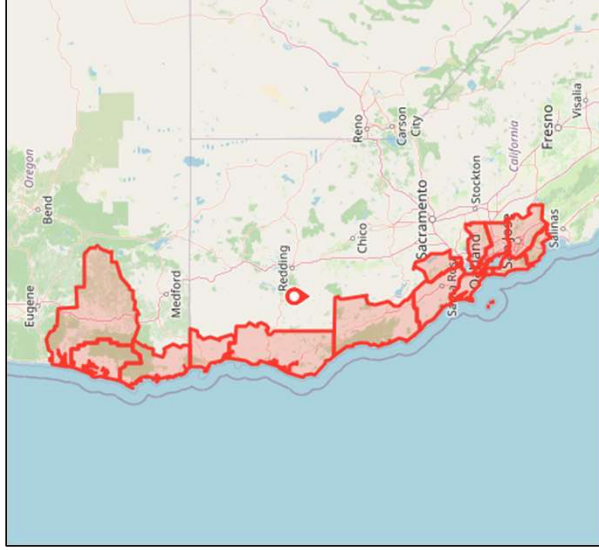 Oregon
Bend
Eugene
Medford
Redding
Chico
Reno
Carson
City
Sacramento
Stockton
California
Fresno
Visalia
Salinas
San Jose
Oakland
Santa Rosa